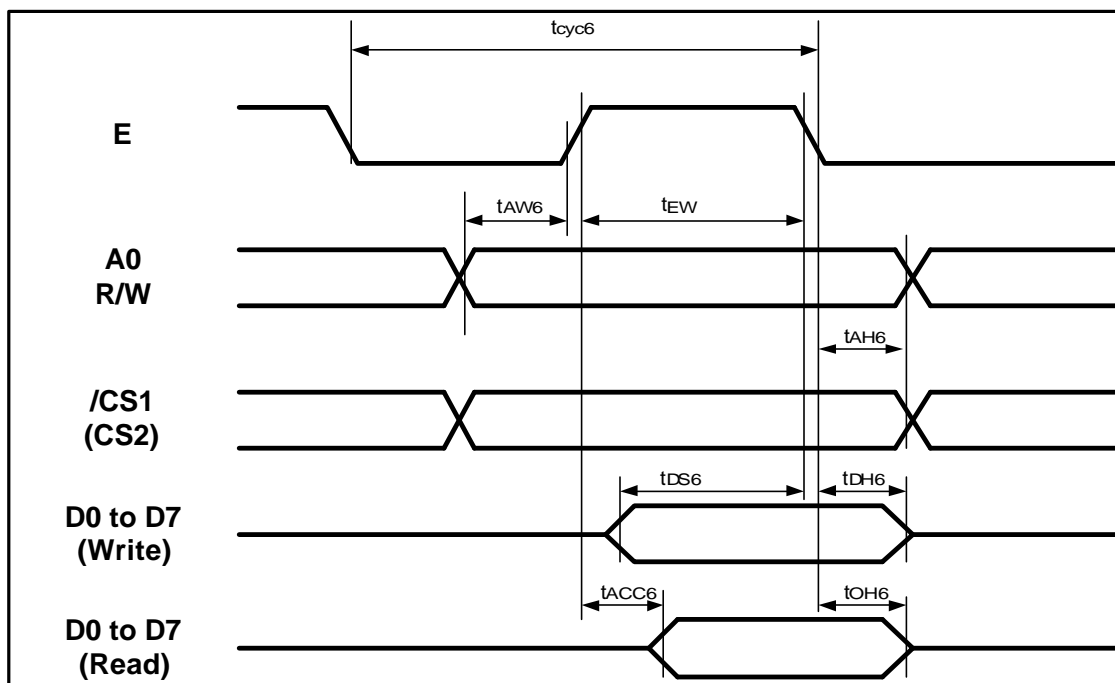 tcyc6
E
tAW6
tEW
A0
R/W
tAH6
/CS1
(CS2)
tDS6
tDH6
D0 to D7
(Write)
tACC6
tOH6
D0 to D7
(Read)